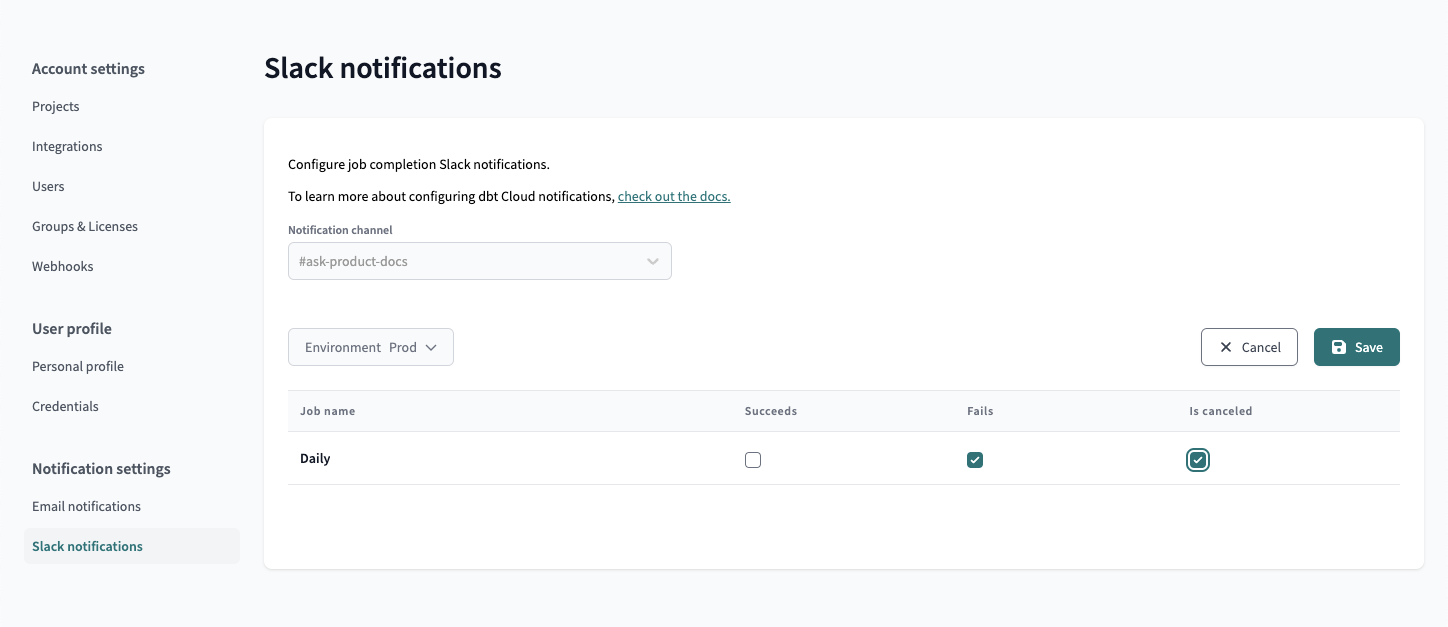 Account settings
Projects
Integrations
Users
Groups & Licenses
Webhooks
User profile
Personal profile
Credentials
Notification settings
Email notifications
Slack notifications
Slack notifications
Configure job completion Slack notifications.
To learn more about configuring dbt Cloud notifications, check out the docs.
Notification channel
#ask-product-docs
Environment Prod
Cancel
Save
Job name Succeeds Fails Is canceled
Daily